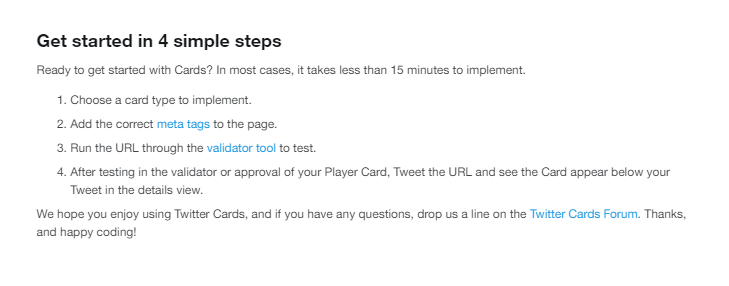 Get started in 4 simple steps
Ready to get started with Cards? In most cases, it takes less than 15 minutes to implement.
1. Choose a card type to implement.
2. Add the correct meta tags to the page.
3. Run the URL through the validator tool to test.
4. After testing in the validator or approval of your Player Card, Tweet the URL and see the Card appear below your
Tweet in the details view.
We hope you enjoy using Twitter Cards, and if you have any questions, drop us a line on the Twitter Cards Forum. Thanks,
and happy coding!